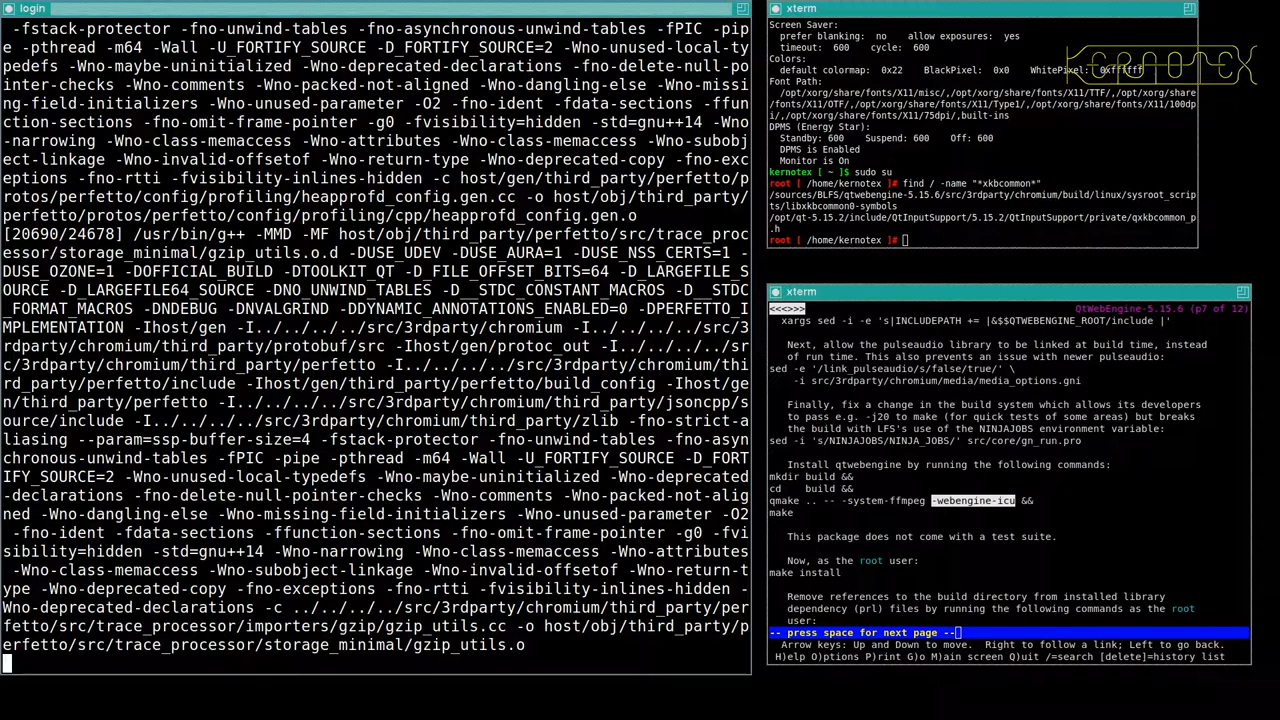 login
-fstack-protector -fno-unwind-tables -fno-asynchronous-unwind-tables -fPIC -pip
e -pthread -m64 -Wall -U_FORTIFY_SOURCE -D_FORTIFY_SOURCE=2 -Wno-unused-local-ty
pedefs -Wno-maybe-uninitialized -Wno-deprecated-declarations -fno-delete-null-po
inter-checks -Wno-comments -Wno-packed-not-aligned -Wno-dangling-else -Wno-missi
ng-field-initializers -Wno-unused-parameter -O2 -fno-ident -fdata-sections -ffun
ction-sections -fno-omit-frame-pointer -g0 -fvisibility=hidden -std=gnu++14 -Wno
-narrowing -Wno-class-memaccess -Wno-attributes -Wno-class-memaccess -Wno-subobj
ect-linkage -Wno-invalid-offsetof -Wno-return-type -Wno-deprecated-copy -fno-exc
eptions -fno-rtti -fvisibility-inlines-hidden -c host/gen/third_party/perfetto/p
rotos/perfetto/config/profiling/heapprofd_config.gen.cc -o host/obj/third_party/
perfetto/protos/perfetto/config/profiling/cpp/heapprofd_config.gen.o
[20690/24678] /usr/bin/g++ -MMD -MF host/obj/third_party/perfetto/src/trace_proc
essor/storage_minimal/gzip_utils.o.d -DUSE_UDEV -DUSE_AURA=1 -DUSE_NSS_CERTS=1 -
DUSE_OZONE=1 -DOFFICIAL_BUILD -DTOOLKIT_QT -D_FILE_OFFSET_BITS=64 -D_LARGEFILE_S
OURCE -D_LARGEFILE64_SOURCE -DNO_UNWIND_TABLES -D__STDC_CONSTANT_MACROS -D__STDC
_FORMAT_MACROS -DNDEBUG -DNVALGRIND -DDYNAMIC_ANNOTATIONS_ENABLED=0 -DPERFETTO_I
MPLEMENTATION -Ihost/gen -I../../../src/3rdparty/chromium -I../../../src/3rdpart
y/chromium/third_party/protobuf/src -Ihost/gen/protoc_out -I../../../src/3rdpart
y/chromium/third_party/perfetto -I../../../src/3rdparty/chromium/third_party/per
fetto/include -Ihost/gen/third_party/perfetto/build_config -Ihost/gen/third_part
y/perfetto -I../../../src/3rdparty/chromium/third_party/jsoncpp/source/include -
I../../../src/3rdparty/chromium/third_party/zlib -fno-strict-aliasing --param=ss
p-buffer-size=4 -fstack-protector -fno-unwind-tables -fno-asynchronous-unwind-ta
bles -fPIC -pipe -pthread -m64 -Wall -U_FORTIFY_SOURCE -D_FORTIFY_SOURCE=2 -Wno-
unused-local-typedefs -Wno-maybe-uninitialized -Wno-deprecated-declarations -fno
-delete-null-pointer-checks -Wno-comments -Wno-packed-not-aligned -Wno-dangling-
else -Wno-missing-field-initializers -Wno-unused-parameter -O2 -fno-ident -fdata
-sections -ffunction-sections -fno-omit-frame-pointer -g0 -fvisibility=hidden -s
td=gnu++14 -Wno-narrowing -Wno-class-memaccess -Wno-attributes -Wno-class-memacc
ess -Wno-subobject-linkage -Wno-invalid-offsetof -Wno-return-type -Wno-deprecate
d-copy -fno-exceptions -fno-rtti -fvisibility-inlines-hidden -Wno-deprecated-dec
larations -c ../../../src/3rdparty/chromium/third_party/perfetto/src/trace_proce
ssor/importers/gzip/gzip_utils.cc -o host/obj/third_party/perfetto/src/trace_pro
cessor/storage_minimal/gzip_utils.o
xterm
Screen Saver:
prefer blanking: no allow exposures: yes
timeout: 600 cycle: 600
Colors:
default colormap: 0x22 BlackPixel: 0x0 WhitePixel: 0xffffff
KERNOTEX
Font Path:
/opt/xorg/share/fonts/X11/misc/,/opt/xorg/share/fonts/X11/TTF/,/opt/xorg/share
/fonts/X11/OTF/,/opt/xorg/share/fonts/X11/Type1/,/opt/xorg/share/fonts/X11/100dp
i/,/opt/xorg/share/fonts/X11/75dpi/,built-ins
DPMS (Energy Star):
Standby: 600 Suspend: 600 Off: 600
DPMS is Enabled
Monitor is On
kernotex [ ~ ]$ sudo su
root [ /home/kernotex ]# find / -name "*xkbcommon*"
/sources/BLFS/qtwebengine-5.15.6/src/3rdparty/chromium/build/linux/sysroot_scrip
ts/libxkbcommon0-symbols
/opt/qt-5.15.2/include/QtInputSupport/5.15.2/QtInputSupport/private/qxkbcommon_p
.h
root [ /home/kernotex ]#
xterm
<<<>>> QtWebEngine-5.15.6 (p7 of 12)
xargs sed -i -e 's|INCLUDEPATH += |&$$QTWEBENGINE_ROOT/include |'
Next, allow the pulseaudio library to be linked at build time, instead
of run time. This also prevents an issue with newer pulseaudio:
sed -e '/link_pulseaudio/s/false/true/' \
-i src/3rdparty/chromium/media/media_options.gni
Finally, fix a change in the build system which allows its developers
to pass e.g. -j20 to make (for quick tests of some areas) but breaks
the build with LFS's use of the NINJAJOBS environment variable:
sed -i 's/NINJAJOBS/NINJA_JOBS/' src/core/gn_run.pro
Install qtwebengine by running the following commands:
mkdir build &&
cd build &&
qmake .. -- -system-ffmpeg -webengine-icu &&
make
This package does not come with a test suite.
Now, as the root user:
make install
Remove references to the build directory from installed library
dependency (prl) files by running the following commands as the root
user:
-- press space for next page --
Arrow keys: Up and Down to move. Right to follow a link; Left to go back.
H)elp O)ptions P)rint G)o M)ain screen Q)uit /=search [delete]=history list